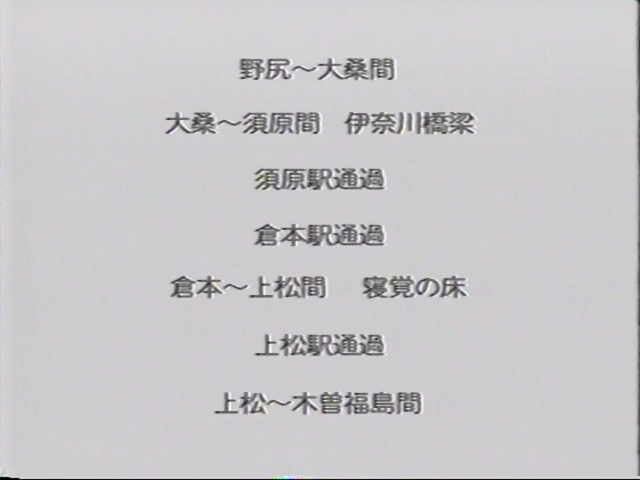 野尻～大桑間
大桑～須原間　伊奈川橋梁
須原駅通過
倉本駅通過
倉本～上松間　寝覚の床
上松駅通過
上松～木曽福島間